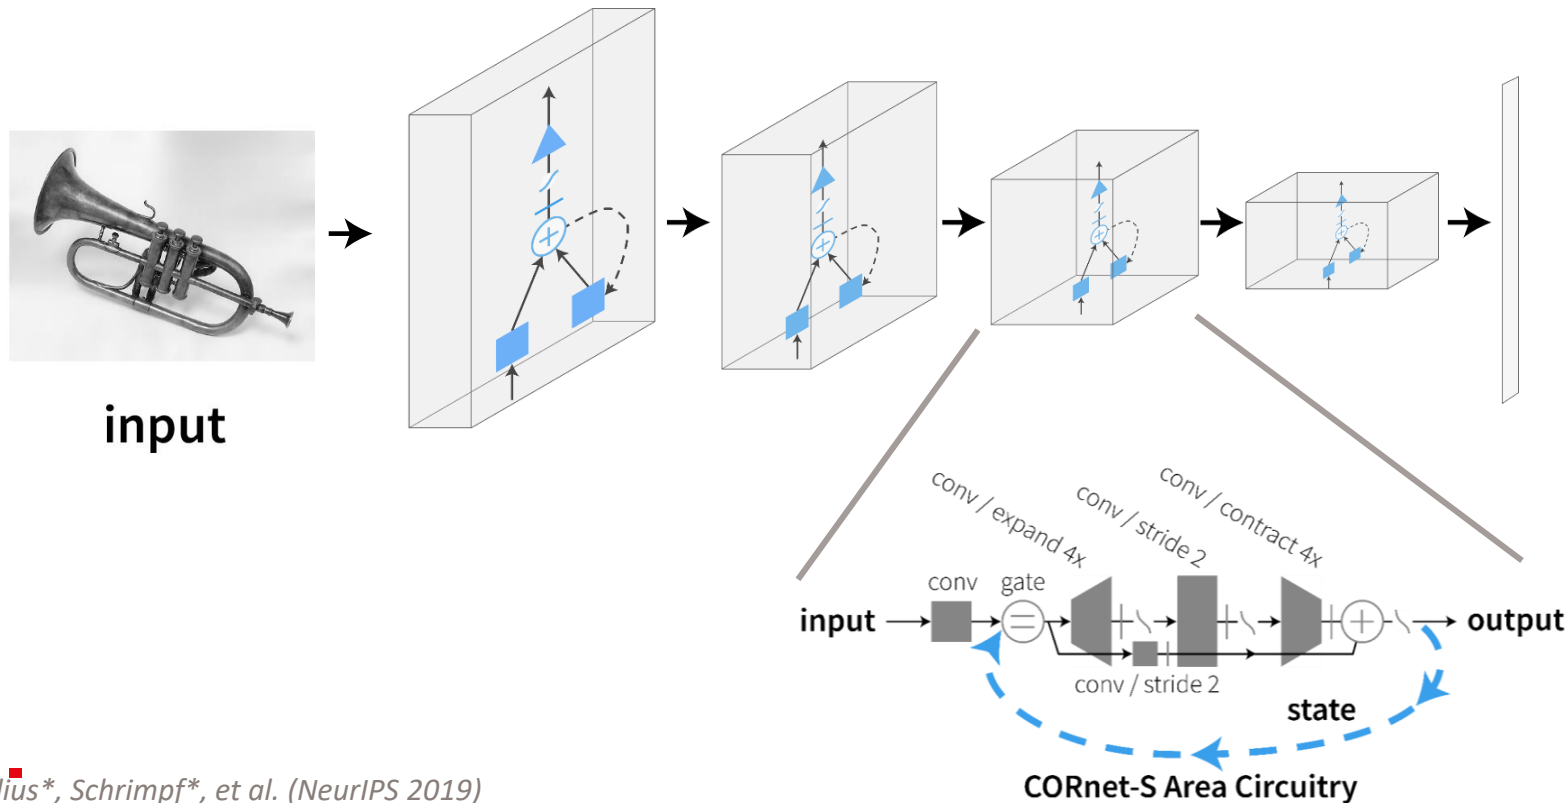 input
conv / expand 4x
conv / stride 2
conv / contract 4x
conv
gate
input
output
conv / stride 2
state
CORnet-S Area Circuitry
Schrimpf*, et al. (NeurIPS 2019)